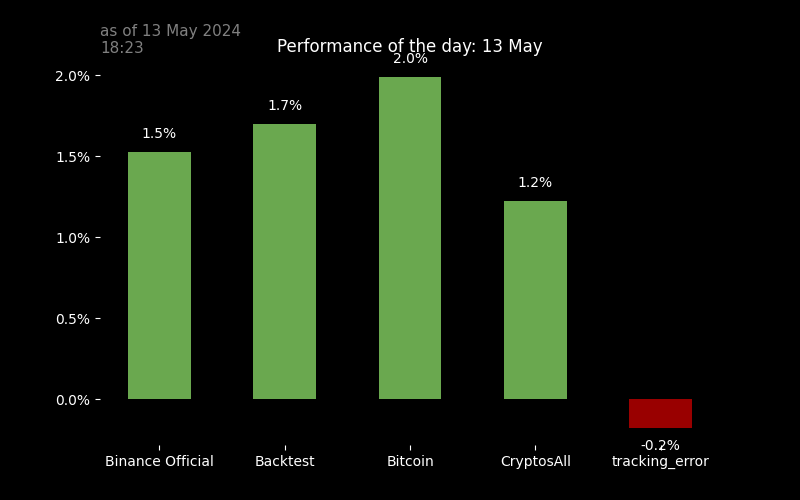 as of 13 May 2024
18:23
Performance of the day: 13 May
2.0%
1.5%
1.0%
0.5%
0.0%
1.5%
1.7%
2.0%
1.2%
-0.2%
Binance Official
Backtest
Bitcoin
CryptosAll
tracking_error